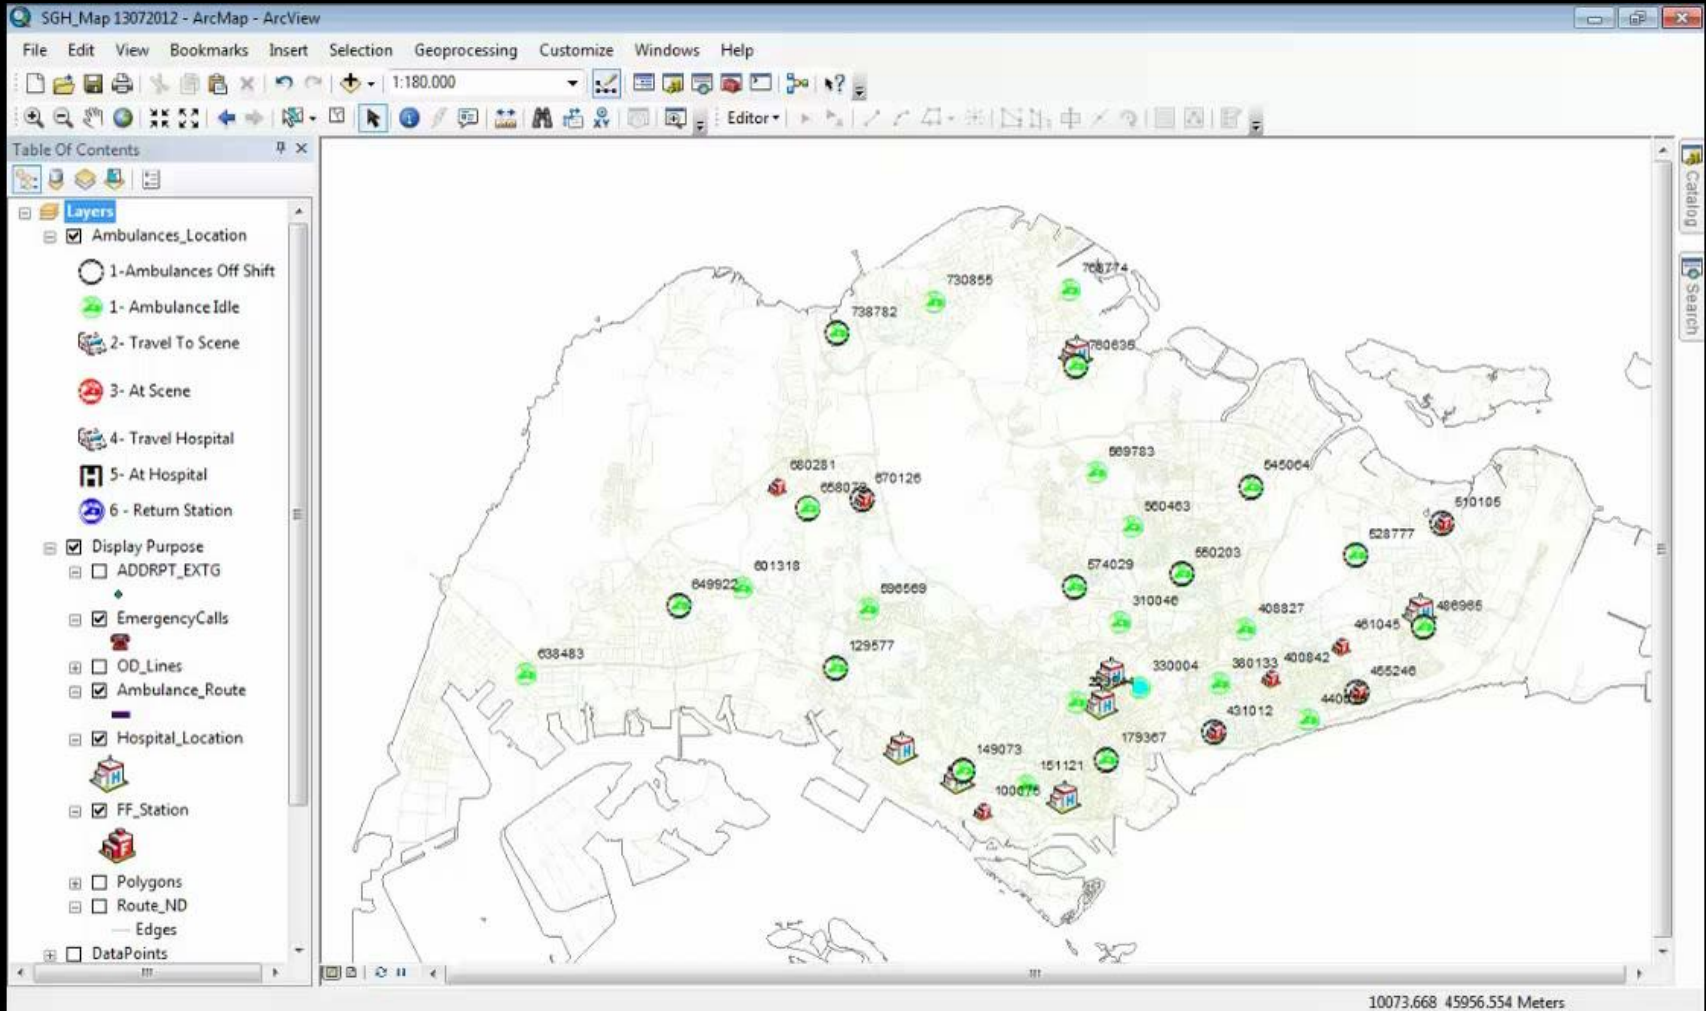 SGH_Map 13072012 - ArcMap - ArcView
File Edit View Bookmarks Insert Selection Geoprocessing Customize Windows Help
1:180.000
Editor
Table Of Contents
Layers
Ambulances_Location
1-Ambulances Off Shift
1- Ambulance Idle
2- Travel To Scene
3- At Scene
4- Travel Hospital
5- At Hospital
6 - Return Station
Display Purpose
ADDRPT_EXTG
EmergencyCalls
OD_Lines
Ambulance_Route
Hospital_Location
FF_Station
Polygons
Route_ND
Edges
DataPoints
768774
730855
738782
760635
569783
680281
545064
670126
510105
560463
528777
550203
574029
601318
649922
596569
310046
408827
486985
461045
129577
638483
400842
330004
380133
455246
431012
179367
149073
151121
Catalog
Search
10073.668 45956.554 Meters